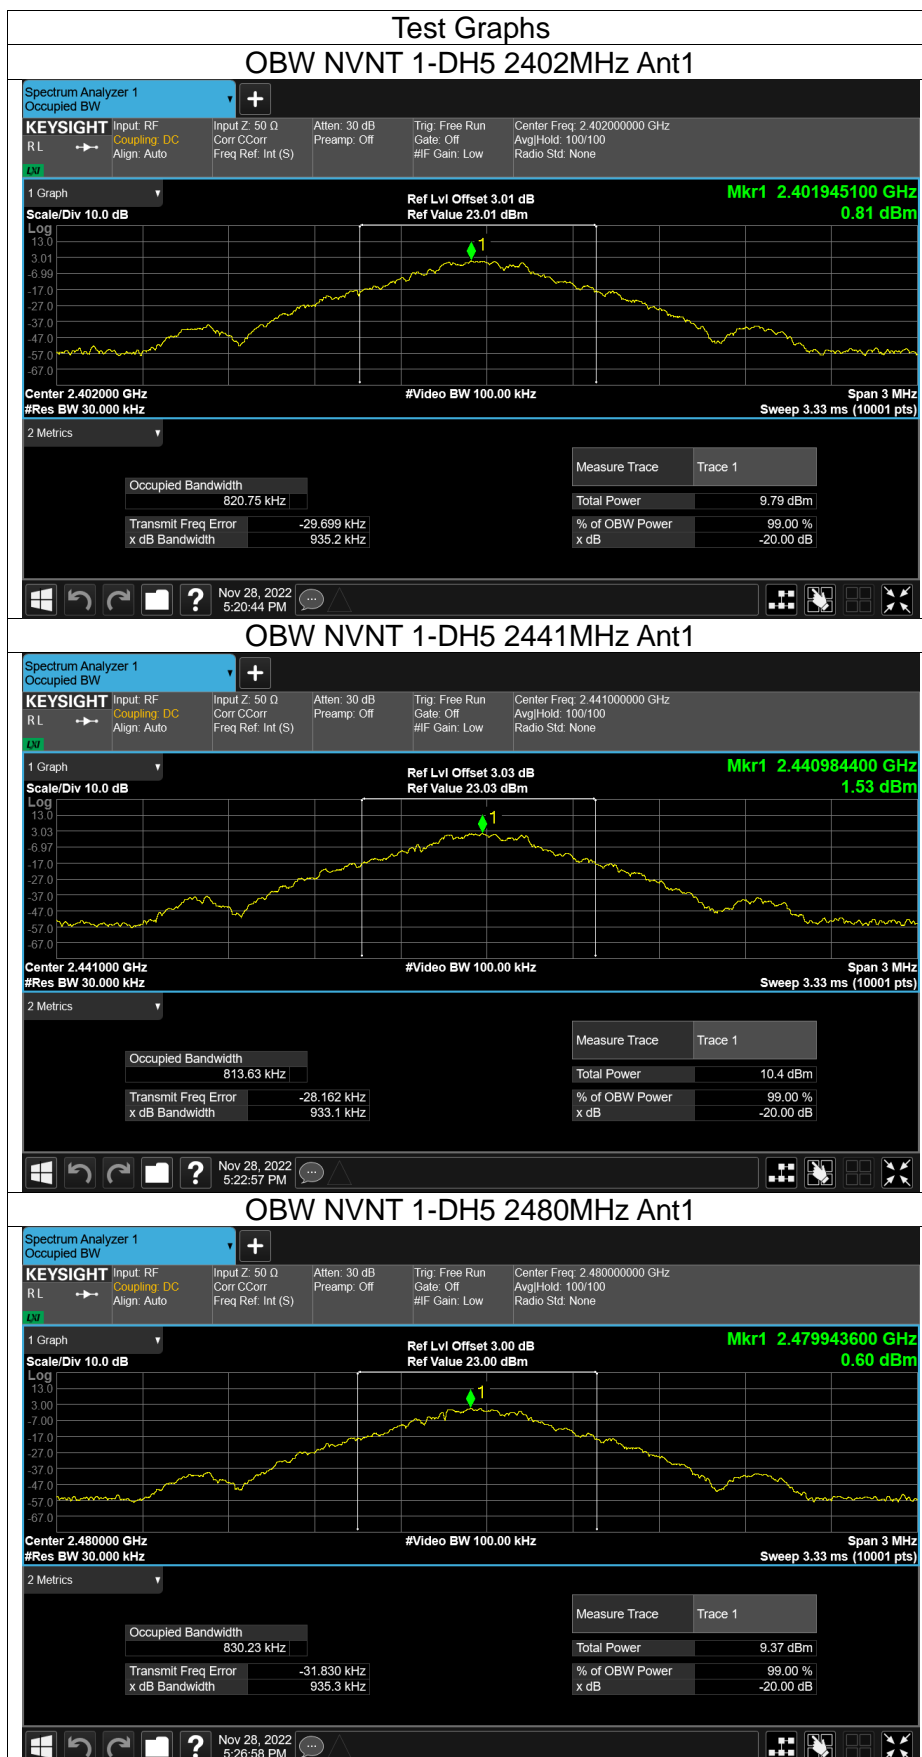 Test Graphs
OBW NVNT 1-DH5 2402MHz Ant1
Spectrum Analyzer 1
Occupied BW
KEYSIGHT Input: RF Input Z: 50 Ω Atten: 30 dB Trig: Free Run Center Freq: 2.402000000 GHz
R L Coupling: DC Corr CCorr Preamp: Off Gate: Off Avg|Hold: 100/100
Align: Auto Freq Ref: Int (S) #IF Gain: Low Radio Std: None
LXI
1 Graph Ref Lvl Offset 3.01 dB Mkr1 2.401945100 GHz
Scale/Div 10.0 dB Ref Value 23.01 dBm 0.81 dBm
Log
13.0
1
3.01
-6.99
-17.0
-27.0
-37.0
-47.0
-57.0
-67.0
Center 2.402000 GHz #Video BW 100.00 kHz Span 3 MHz
#Res BW 30.000 kHz Sweep 3.33 ms (10001 pts)
2 Metrics
Measure Trace Trace 1
Occupied Bandwidth
820.75 kHz Total Power 9.79 dBm
Transmit Freq Error -29.699 kHz % of OBW Power 99.00 %
x dB Bandwidth 935.2 kHz x dB -20.00 dB
? Nov 28, 2022
5:20:44 PM
OBW NVNT 1-DH5 2441MHz Ant1
Spectrum Analyzer 1
Occupied BW
KEYSIGHT Input: RF Input Z: 50 Ω Atten: 30 dB Trig: Free Run Center Freq: 2.441000000 GHz
R L Coupling: DC Corr CCorr Preamp: Off Gate: Off Avg|Hold: 100/100
Align: Auto Freq Ref: Int (S) #IF Gain: Low Radio Std: None
LXI
1 Graph Ref Lvl Offset 3.03 dB Mkr1 2.440984400 GHz
Scale/Div 10.0 dB Ref Value 23.03 dBm 1.53 dBm
Log
13.0
1
3.03
-6.97
-17.0
-27.0
-37.0
-47.0
-57.0
-67.0
Center 2.441000 GHz #Video BW 100.00 kHz Span 3 MHz
#Res BW 30.000 kHz Sweep 3.33 ms (10001 pts)
2 Metrics
Measure Trace Trace 1
Occupied Bandwidth
813.63 kHz Total Power 10.4 dBm
Transmit Freq Error -28.162 kHz % of OBW Power 99.00 %
x dB Bandwidth 933.1 kHz x dB -20.00 dB
? Nov 28, 2022
5:22:57 PM
OBW NVNT 1-DH5 2480MHz Ant1
Spectrum Analyzer 1
Occupied BW
KEYSIGHT Input: RF Input Z: 50 Ω Atten: 30 dB Trig: Free Run Center Freq: 2.480000000 GHz
R L Coupling: DC Corr CCorr Preamp: Off Gate: Off Avg|Hold: 100/100
Align: Auto Freq Ref: Int (S) #IF Gain: Low Radio Std: None
LXI
1 Graph Ref Lvl Offset 3.00 dB Mkr1 2.479943600 GHz
Scale/Div 10.0 dB Ref Value 23.00 dBm 0.60 dBm
Log
13.0
1
3.00
-7.00
-17.0
-27.0
-37.0
-47.0
-57.0
-67.0
Center 2.480000 GHz #Video BW 100.00 kHz Span 3 MHz
#Res BW 30.000 kHz Sweep 3.33 ms (10001 pts)
2 Metrics
Measure Trace Trace 1
Occupied Bandwidth
830.23 kHz Total Power 9.37 dBm
Transmit Freq Error -31.830 kHz % of OBW Power 99.00 %
x dB Bandwidth 935.3 kHz x dB -20.00 dB
? Nov 28, 2022
5:26:58 PM